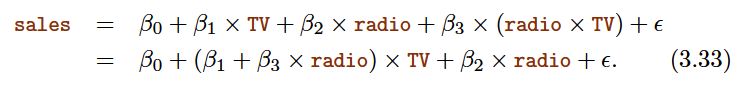 sales = β₀ + β₁ × TV + β₂ × radio + β₃ × (radio × TV) + ϵ
= β₀ + (β₁ + β₃ × radio) × TV + β₂ × radio + ϵ. (3.33)